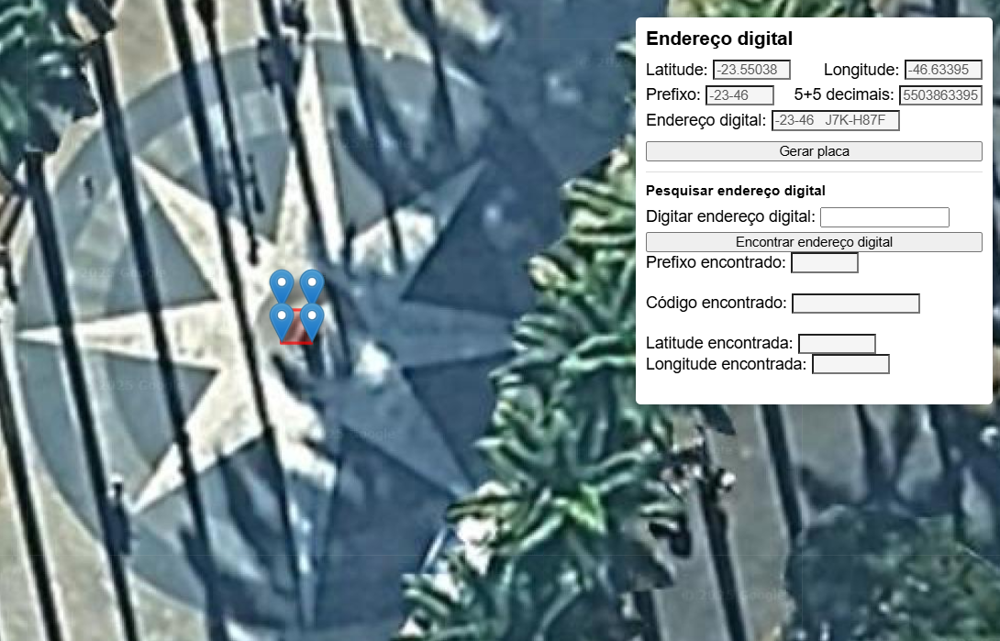 Endereço digital
Latitude: -23.55038 Longitude: -46.63395
Prefixo: -23-46 5+5 decimais: 5503863395
Endereço digital: -23-46 J7K-H87F
Gerar placa
Pesquisar endereço digital
Digitar endereço digital:
Encontrar endereço digital
Prefixo encontrado:
Código encontrado:
Latitude encontrada:
Longitude encontrada: